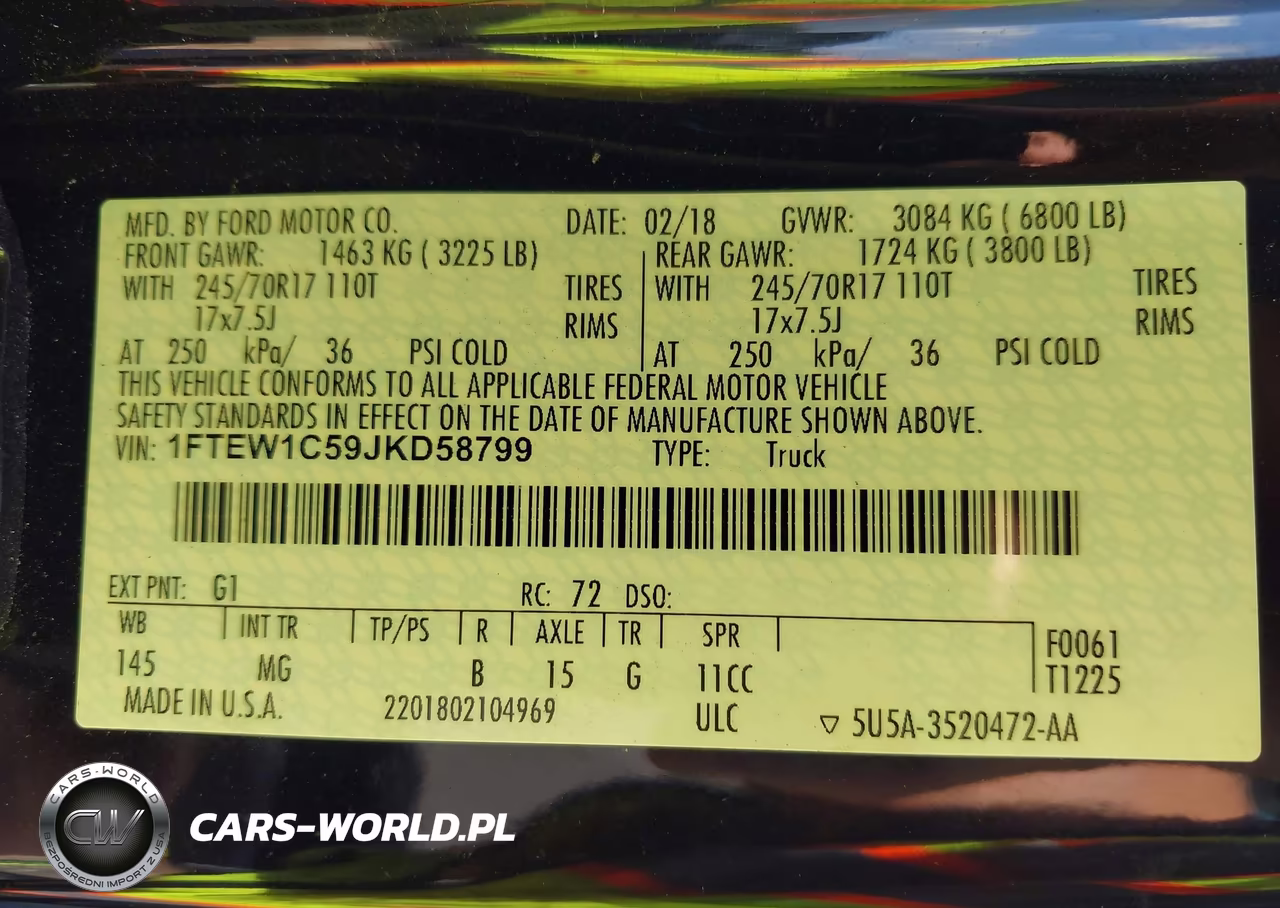 MFD. BY FORD MOTOR CO. DATE: 02/18 GVWR: 3084 KG ( 6800 LB)
FRONT GAWR: 1463 KG ( 3225 LB) REAR GAWR: 1724 KG ( 3800 LB)
WITH 245/70R17 110T TIRES WITH 245/70R17 110T TIRES
17x7.5J RIMS 17x7.5J RIMS
AT 250 kPa/ 36 PSI COLD AT 250 kPa/ 36 PSI COLD
THIS VEHICLE CONFORMS TO ALL APPLICABLE FEDERAL MOTOR VEHICLE
SAFETY STANDARDS IN EFFECT ON THE DATE OF MANUFACTURE SHOWN ABOVE.
VIN: 1FTEW1C59JKD58799 TYPE: Truck
EXT PNT: G1 RC: 72 DSO:
WB INT TR TP/PS R AXLE TR SPR F0061
145 MG B 15 G 11CC T1225
MADE IN U.S.A. 2201802104969 ULC ▽ 5U5A-3520472-AA
CARS-WORLD
CW
BEZPOŚREDNI IMPORT Z USA
CARS-WORLD.PL